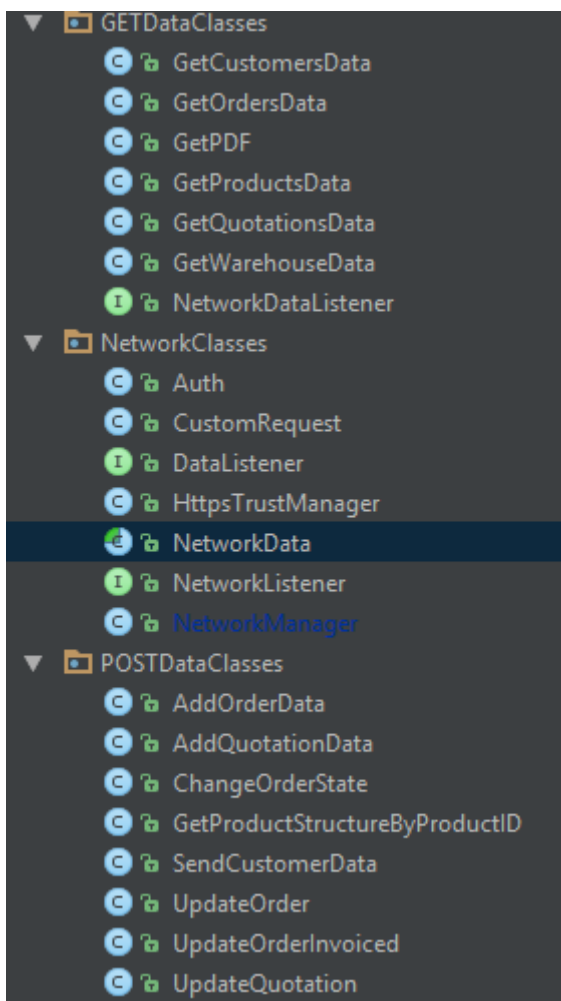 GETDataClasses
GetCustomersData
GetOrdersData
GetPDF
GetProductsData
GetQuotationsData
GetWarehouseData
NetworkDataListener
NetworkClasses
Auth
CustomRequest
DataListener
HttpsTrustManager
NetworkData
NetworkListener
NetworkManager
POSTDataClasses
AddOrderData
AddQuotationData
ChangeOrderState
GetProductStructureByProductID
SendCustomerData
UpdateOrder
UpdateOrderInvoiced
UpdateQuotation